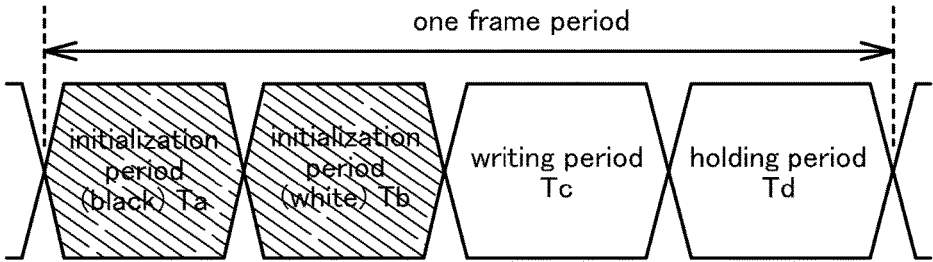 one frame period
initialization
period
(black) Ta
initialization
period
(white) Tb
writing period
Tc
holding period
Td